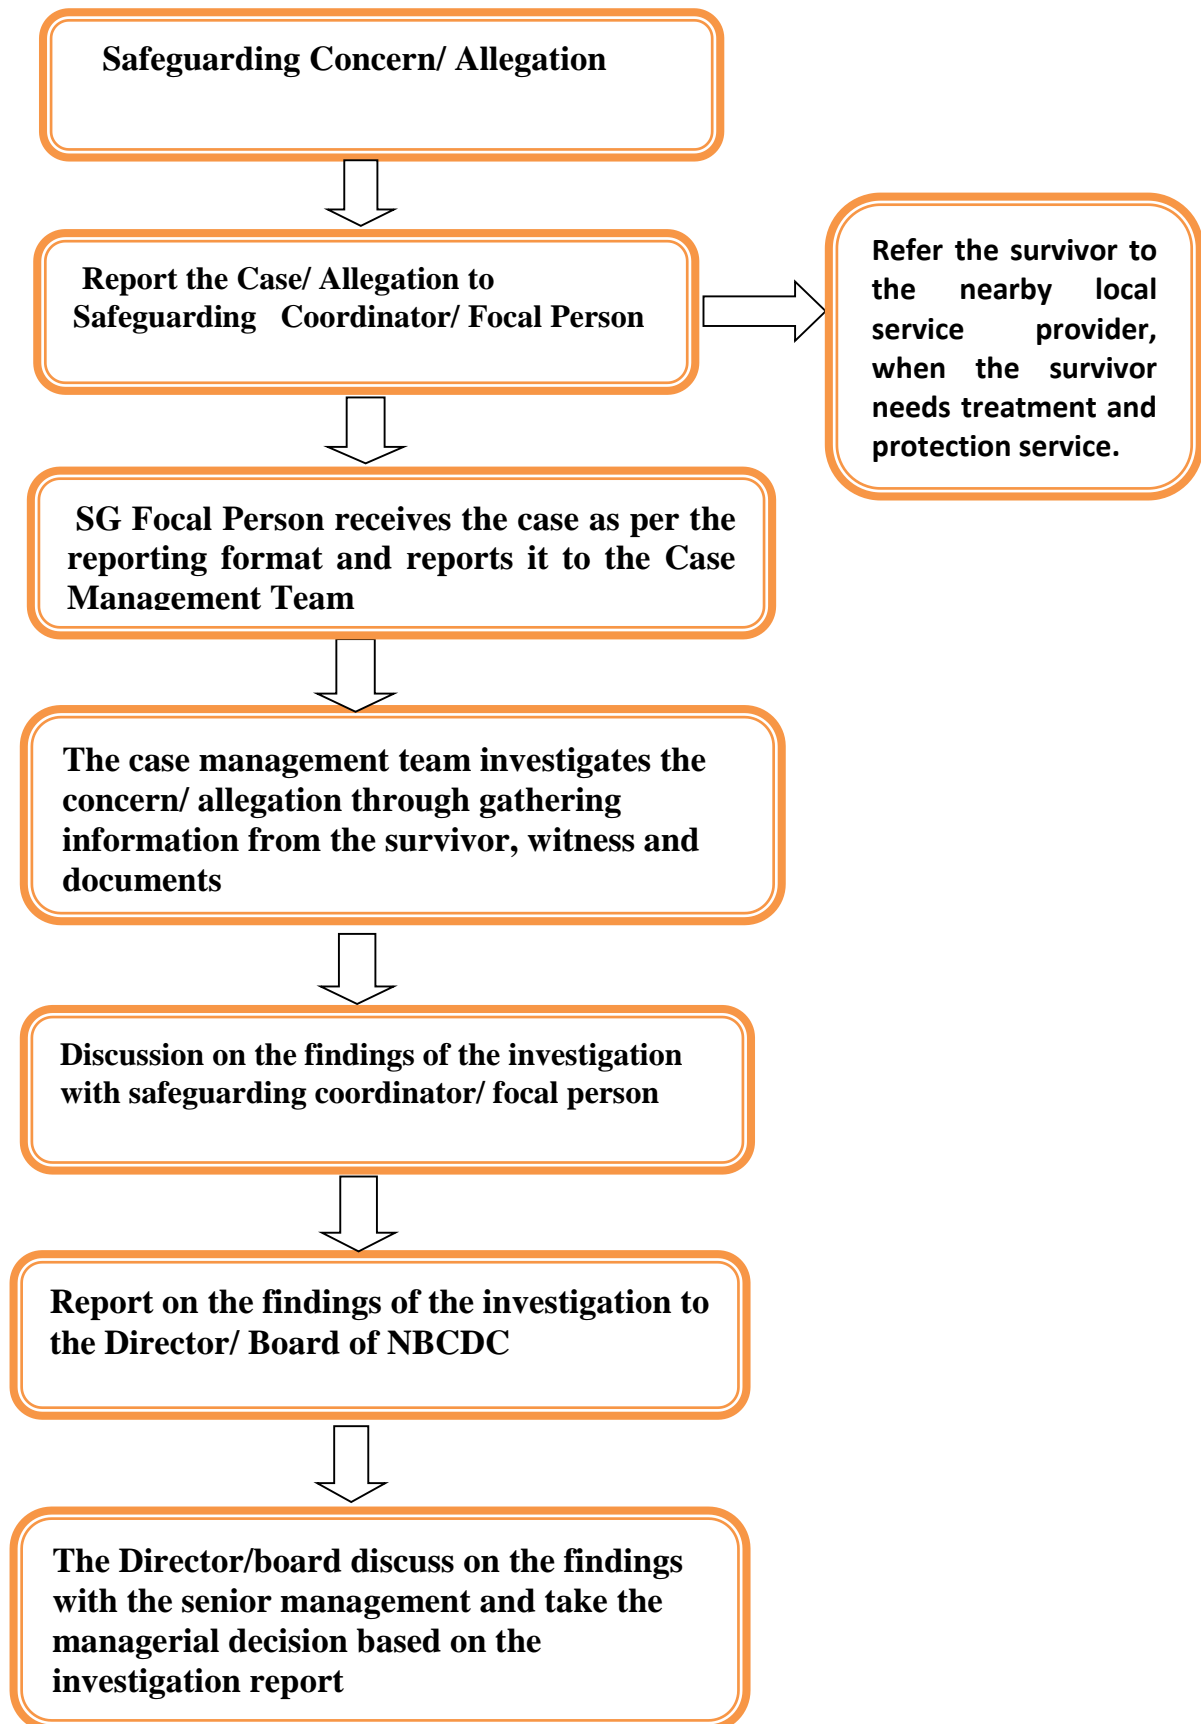 Safeguarding Concern/ Allegation
Report the Case/ Allegation to
Safeguarding Coordinator/ Focal Person
Refer the survivor to
the nearby local
service provider,
when the survivor
needs treatment and
protection service.
SG Focal Person receives the case as per the
reporting format and reports it to the Case
Management Team
The case management team investigates the
concern/ allegation through gathering
information from the survivor, witness and
documents
Discussion on the findings of the investigation
with safeguarding coordinator/ focal person
Report on the findings of the investigation to
the Director/ Board of NBCDC
The Director/board discuss on the findings
with the senior management and take the
managerial decision based on the
investigation report